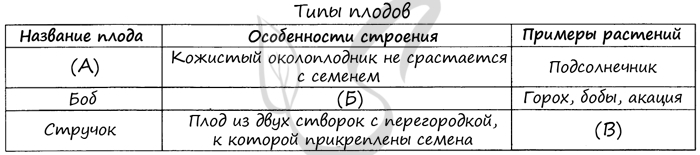 Типы плодов
Название плода Особенности строения Примеры растений
(А) Кожистый околоплодник не срастается с семенем Подсолнечник
Боб (Б) Горох, бобы, акация
Стручок Плод из двух створок с перегородкой, к которой прикреплены семена (В)